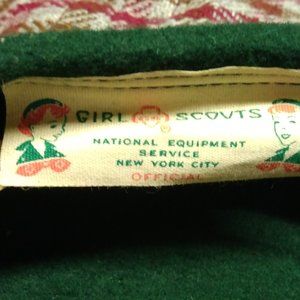 GIRL SCOUTS
®
NATIONAL EQUIPMENT
SERVICE
NEW YORK CITY
OFFICIAL